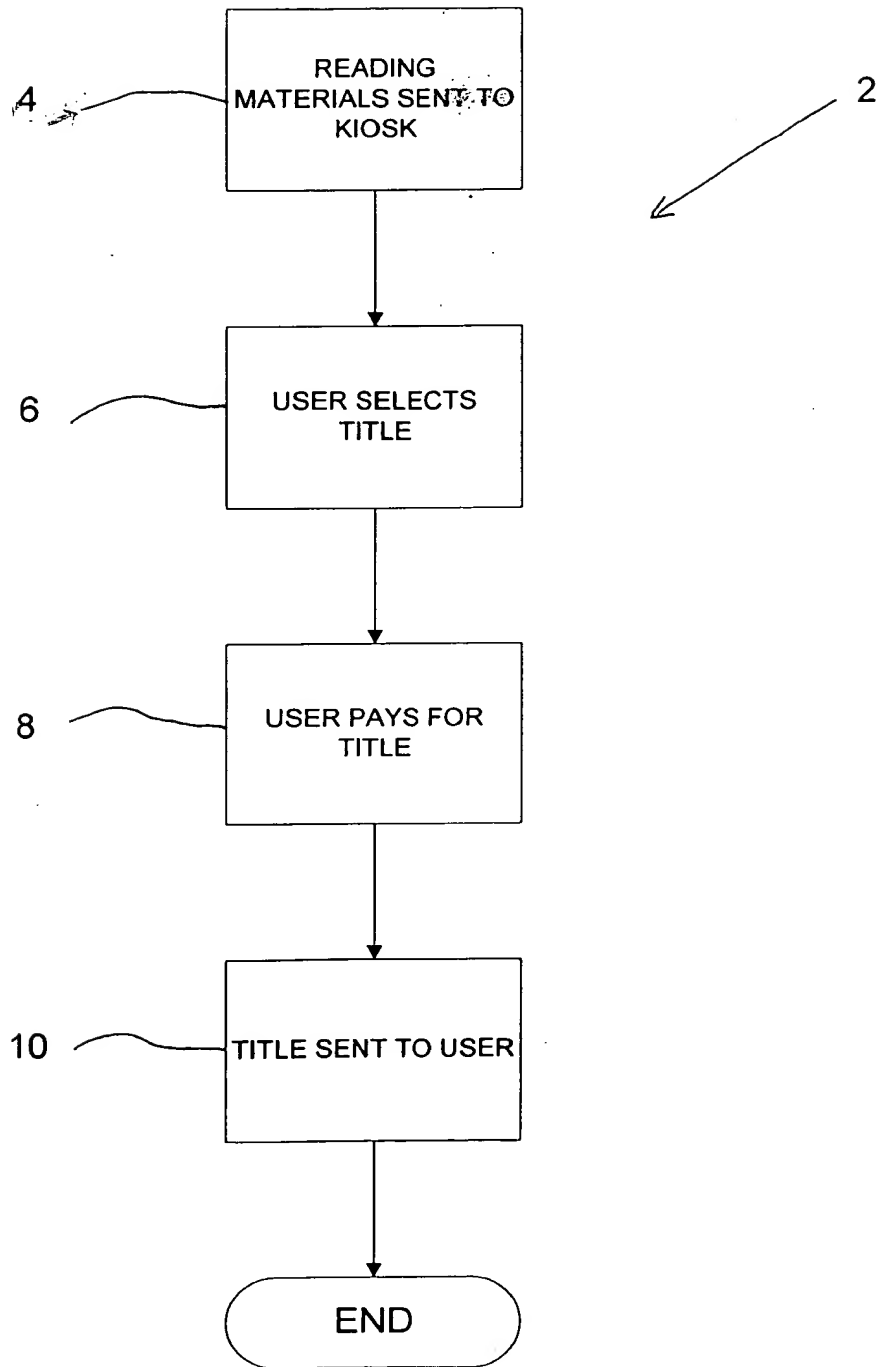 READING
MATERIALS SENT TO
KIOSK
4
2
USER SELECTS
TITLE
6
USER PAYS FOR
TITLE
8
TITLE SENT TO USER
10
END